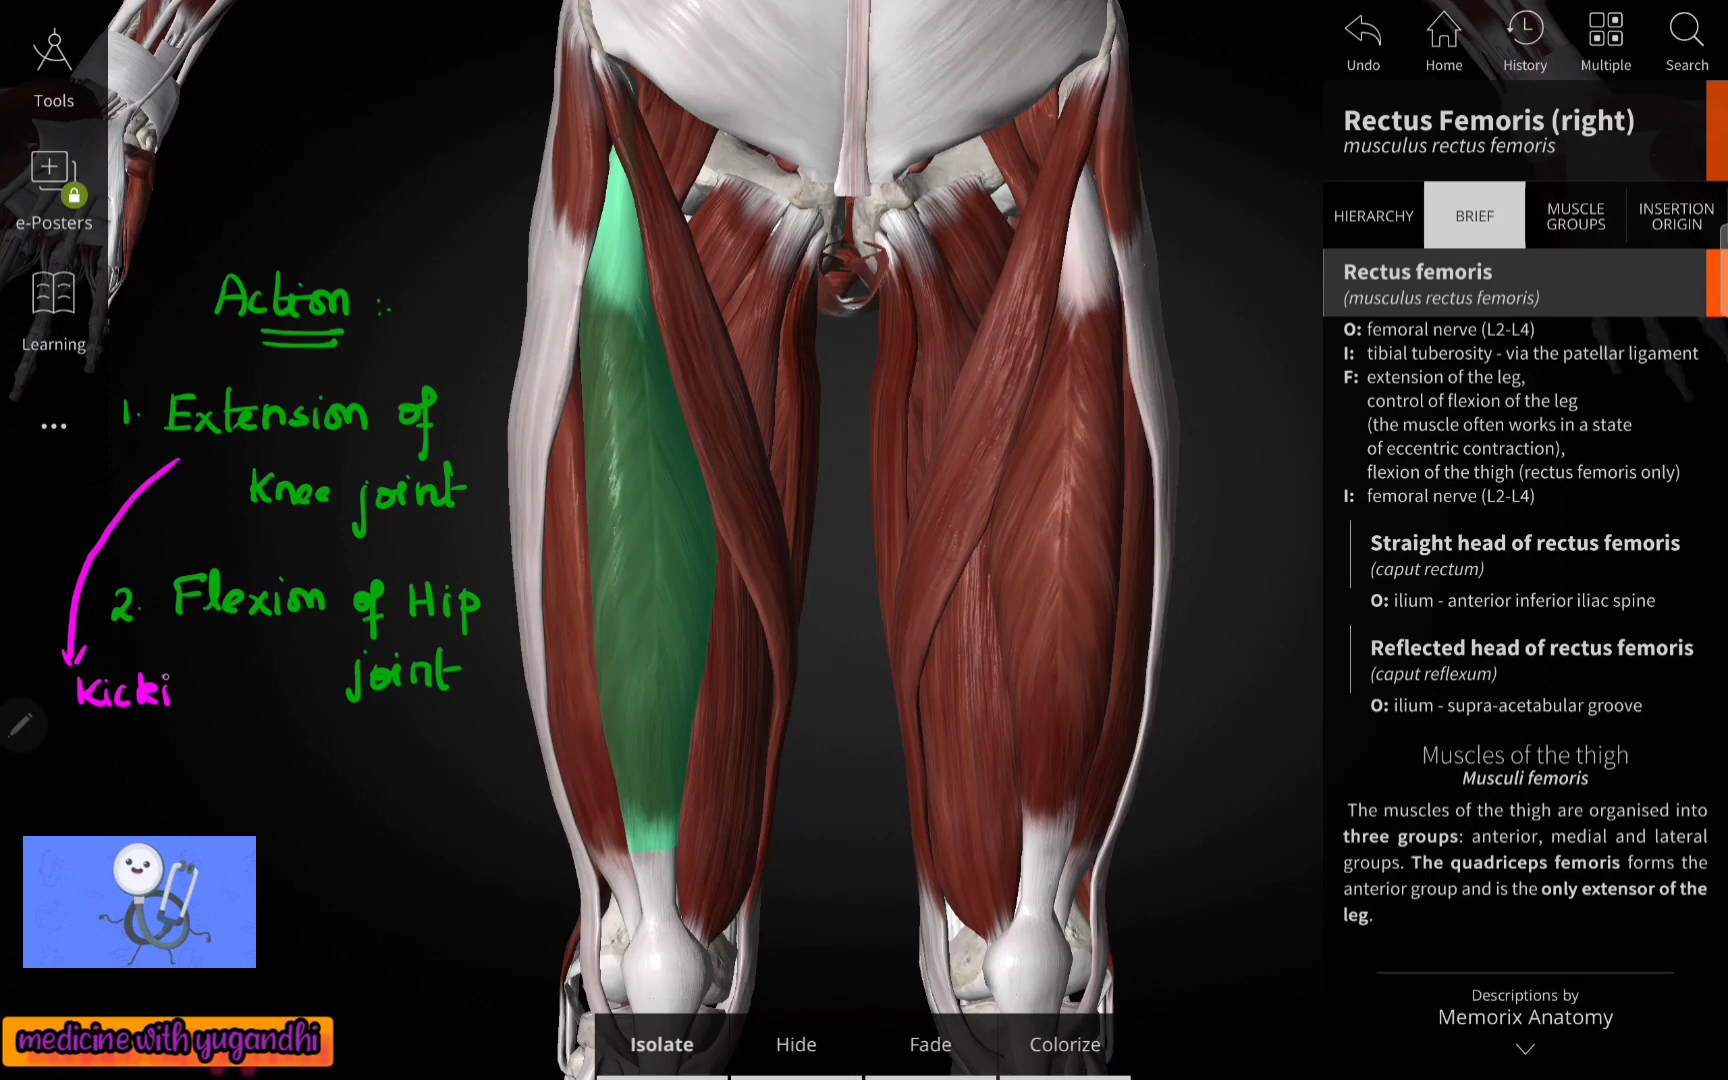 Tools
e-Posters
Learning
...
Action :
1. Extension of
knee joint
2. Flexion of Hip
joint
kicki
medicine with yugandhi
Isolate
Hide
Fade
Colorize
Undo
Home
History
Multiple
Search
Rectus Femoris (right)
musculus rectus femoris
HIERARCHY
BRIEF
MUSCLE
GROUPS
INSERTION
ORIGIN
Rectus femoris
(musculus rectus femoris)
O: femoral nerve (L2-L4)
I: tibial tuberosity - via the patellar ligament
F: extension of the leg,
control of flexion of the leg
(the muscle often works in a state
of eccentric contraction),
flexion of the thigh (rectus femoris only)
I: femoral nerve (L2-L4)
Straight head of rectus femoris
(caput rectum)
O: ilium - anterior inferior iliac spine
Reflected head of rectus femoris
(caput reflexum)
O: ilium - supra-acetabular groove
Muscles of the thigh
Musculi femoris
The muscles of the thigh are organised into
three groups: anterior, medial and lateral
groups. The quadriceps femoris forms the
anterior group and is the only extensor of the
leg.
Descriptions by
Memorix Anatomy